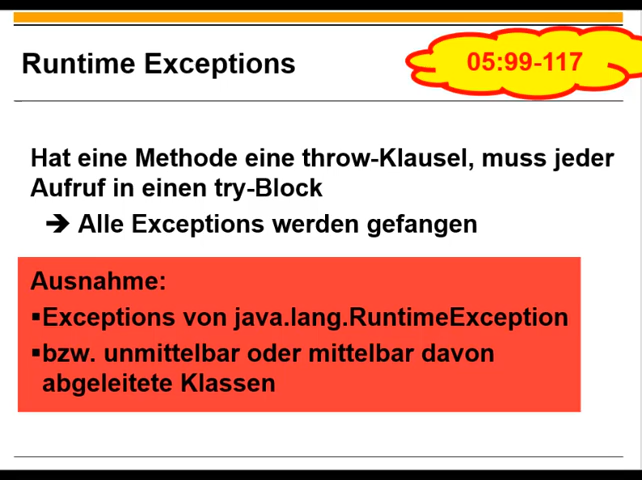 Runtime Exceptions
05:99-117
Hat eine Methode eine throw-Klausel, muss jeder
Aufruf in einen try-Block
➔ Alle Exceptions werden gefangen
Ausnahme:
▪Exceptions von java.lang.RuntimeException
▪bzw. unmittelbar oder mittelbar davon
abgeleitete Klassen